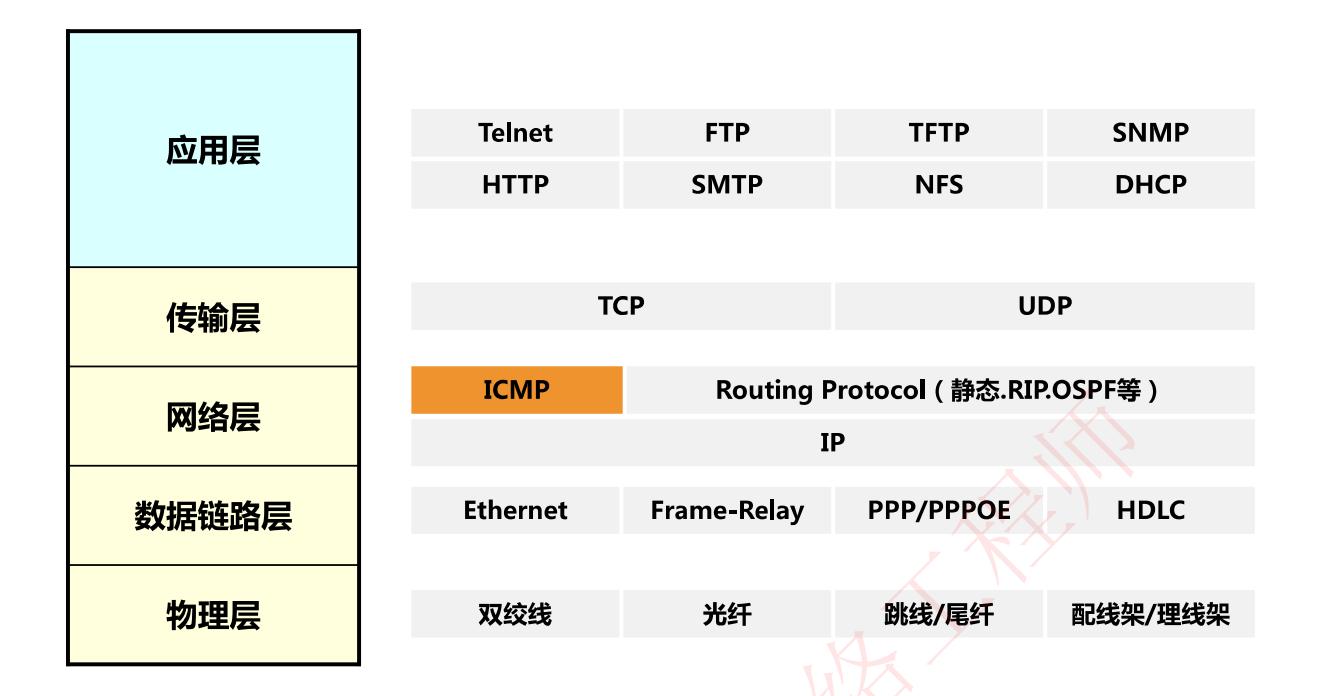 应用层
Telnet FTP TFTP SNMP
HTTP SMTP NFS DHCP
传输层
TCP UDP
网络层
ICMP Routing Protocol（静态.RIP.OSPF等）
IP
数据链路层
Ethernet Frame-Relay PPP/PPPOE HDLC
物理层
双绞线 光纤 跳线/尾纤 配线架/理线架
络工程师